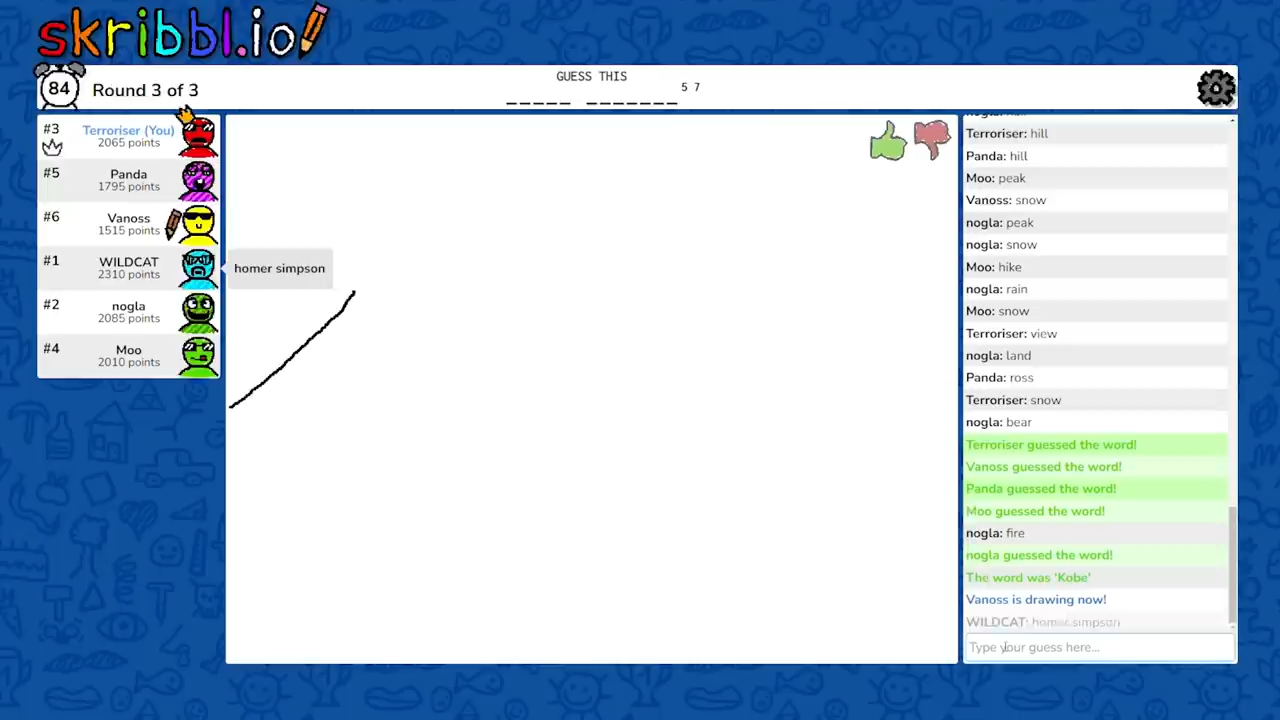 skribbl.io
84
Round 3 of 3
GUESS THIS
_____ _______ 5 7
#3
Terroriser (You)
2065 points
#5
Panda
1795 points
#6
Vanoss
1515 points
#1
WILDCAT
2310 points
homer simpson
#2
nogla
2085 points
#4
Moo
2010 points
Terroriser: hill
Panda: hill
Moo: peak
Vanoss: snow
nogla: peak
nogla: snow
Moo: hike
nogla: rain
Moo: snow
Terroriser: view
nogla: land
Panda: ross
Terroriser: snow
nogla: bear
Terroriser guessed the word!
Vanoss guessed the word!
Panda guessed the word!
Moo guessed the word!
nogla: fire
nogla guessed the word!
The word was 'Kobe'
Vanoss is drawing now!
WILDCAT: homer simpson
Type your guess here...